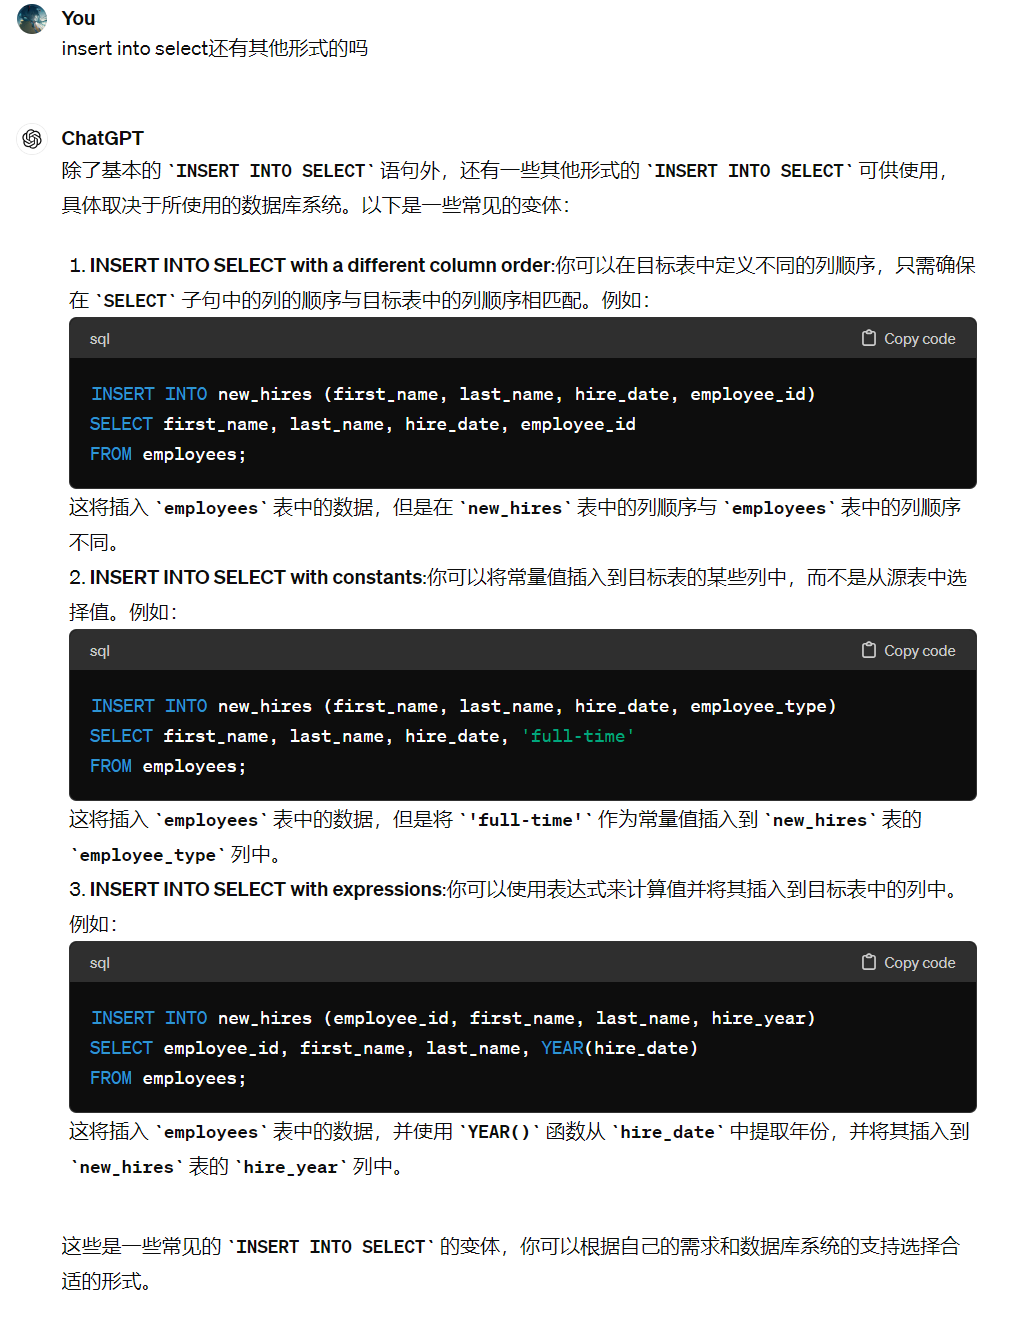 You
insert into select还有其他形式的吗
ChatGPT
除了基本的 `INSERT INTO SELECT` 语句外，还有一些其他形式的 `INSERT INTO SELECT` 可供使用，
具体取决于所使用的数据库系统。以下是一些常见的变体：
1. INSERT INTO SELECT with a different column order:你可以在目标表中定义不同的列顺序，只需确保
在 `SELECT` 子句中的列的顺序与目标表中的列顺序相匹配。例如：
sql Copy code
INSERT INTO new_hires (first_name, last_name, hire_date, employee_id)
SELECT first_name, last_name, hire_date, employee_id
FROM employees;
这将插入 `employees` 表中的数据，但是在 `new_hires` 表中的列顺序与 `employees` 表中的列顺序
不同。
2. INSERT INTO SELECT with constants:你可以将常量值插入到目标表的某些列中，而不是从源表中选
择值。例如：
sql Copy code
INSERT INTO new_hires (first_name, last_name, hire_date, employee_type)
SELECT first_name, last_name, hire_date, 'full-time'
FROM employees;
这将插入 `employees` 表中的数据，但是将 `'full-time'` 作为常量值插入到 `new_hires` 表的
`employee_type` 列中。
3. INSERT INTO SELECT with expressions:你可以使用表达式来计算值并将其插入到目标表中的列中。
例如：
sql Copy code
INSERT INTO new_hires (employee_id, first_name, last_name, hire_year)
SELECT employee_id, first_name, last_name, YEAR(hire_date)
FROM employees;
这将插入 `employees` 表中的数据，并使用 `YEAR()` 函数从 `hire_date` 中提取年份，并将其插入到
`new_hires` 表的 `hire_year` 列中。
这些是一些常见的 `INSERT INTO SELECT` 的变体，你可以根据自己的需求和数据库系统的支持选择合
适的形式。